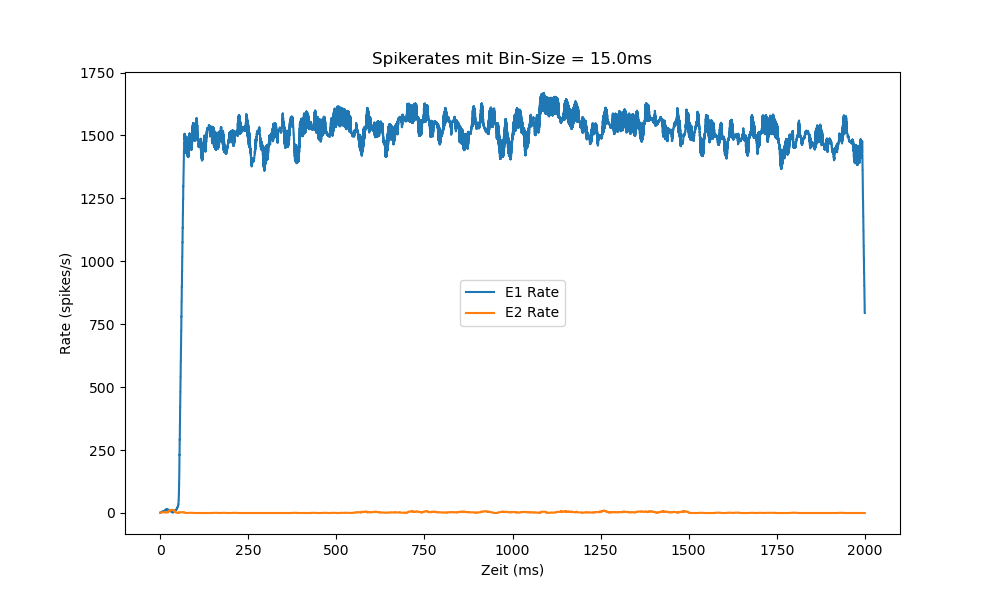 Spikerates mit Bin-Size = 15.0ms
1750
1500
1250
1000
750
500
250
0
Rate (spikes/s)
E1 Rate
E2 Rate
0 250 500 750 1000 1250 1500 1750 2000
Zeit (ms)